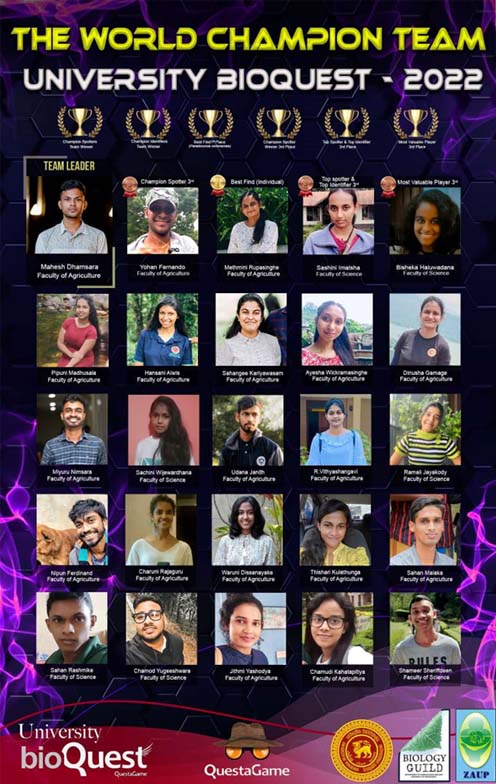 THE WORLD CHAMPION TEAM
UNIVERSITY BIOQUEST - 2022
Champion Spotters
Team Winner
Champion Identifiers
Team Winner
Best Find 1st Place
Champion Spotter
Winner 3rd Place
Top Spotter & Top Identifier
3rd Place
Most Valuable Player
3rd Place
TEAM LEADER
Champion Spotter 3rd
Best Find (Individual)
Top spotter &
Top Identifier 3rd
Most Valuable Player 3rd
Mahesh Dhamsara
Faculty of Agriculture
Yohan Fernando
Faculty of Agriculture
Methmini Rupasinghe
Faculty of Agriculture
Sashini Imalsha
Faculty of Science
Bisheka Haluwadana
Faculty of Science
Pipuni Madhusala
Faculty of Agriculture
Hansani Alwis
Faculty of Agriculture
Sahangee Kariyawasam
Faculty of Agriculture
Ayesha Wickramasinghe
Faculty of Agriculture
Dinusha Gamage
Faculty of Agriculture
Miyuru Nimsara
Faculty of Agriculture
Sachini Wijewardhana
Faculty of Science
Udana Janith
Faculty of Agriculture
R.Vithyashangavi
Faculty of Agriculture
Ramali Jayakody
Faculty of Science
Nipun Ferdinand
Faculty of Agriculture
Charuni Rajaguru
Faculty of Agriculture
Waruni Dissanayaka
Faculty of Agriculture
Thishari Kulathunga
Faculty of Agriculture
Sahan Malaka
Faculty of Agriculture
Sahan Rashmike
Faculty of Science
Chamod Yugeeshwara
Faculty of Agriculture
Jithmi Yashodya
Faculty of Agriculture
Chamudi Kahatapitiya
Faculty of Agriculture
Shameer Sheriffdeen
Faculty of Science
RULES
University
bioQuest
QuestaGame
QuestaGame
BIOLOGY
GUILD
ZAUP